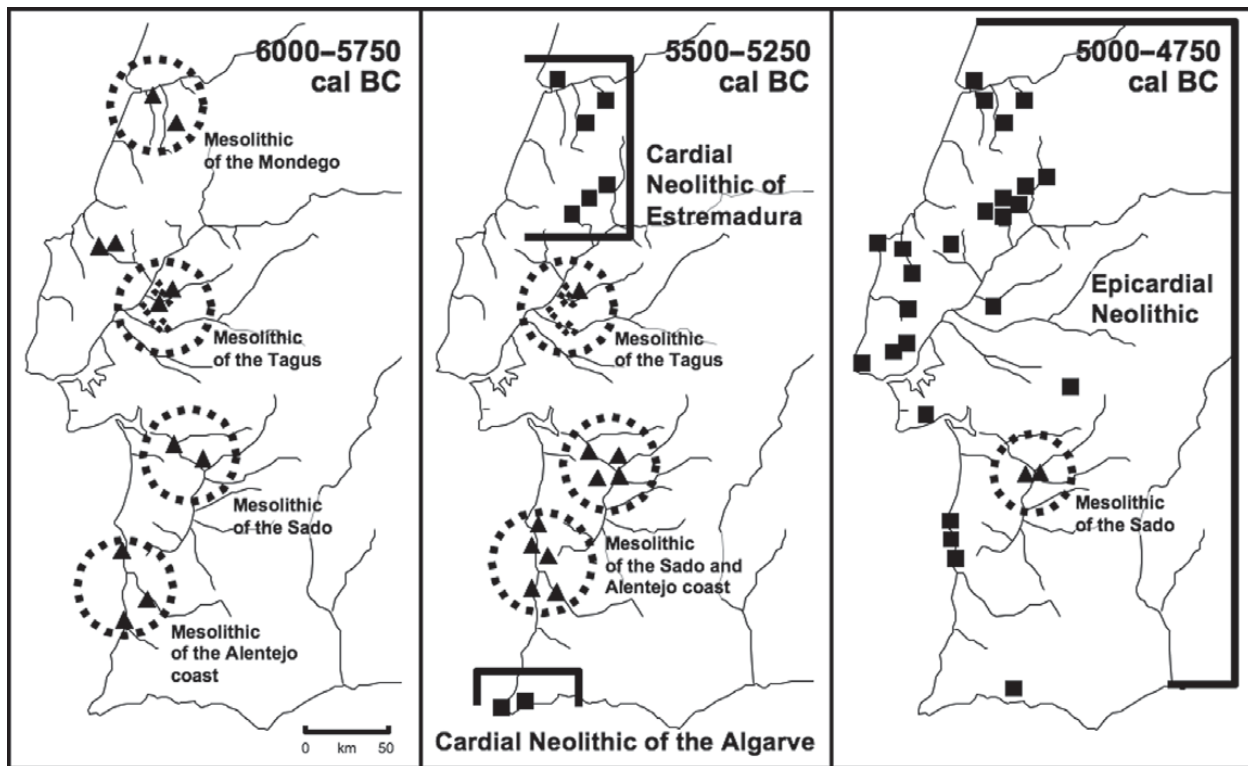 6000–5750
cal BC
Mesolithic
of the Mondego
Mesolithic
of the Tagus
Mesolithic
of the Sado
Mesolithic
of the Alentejo
coast
0 km 50
5500–5250
cal BC
Cardial
Neolithic of
Estremadura
Mesolithic
of the Tagus
Mesolithic
of the Sado and
Alentejo coast
Cardial Neolithic of the Algarve
5000–4750
cal BC
Epicardial
Neolithic
Mesolithic
of the Sado